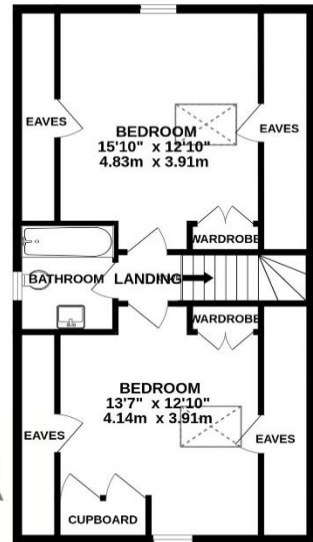 EAVES
BEDROOM
15'10" x 12'10"
4.83m x 3.91m
EAVES
WARDROBE
BATHROOM
LANDING
WARDROBE
BEDROOM
13'7" x 12'10"
4.14m x 3.91m
EAVES
EAVES
CUPBOARD